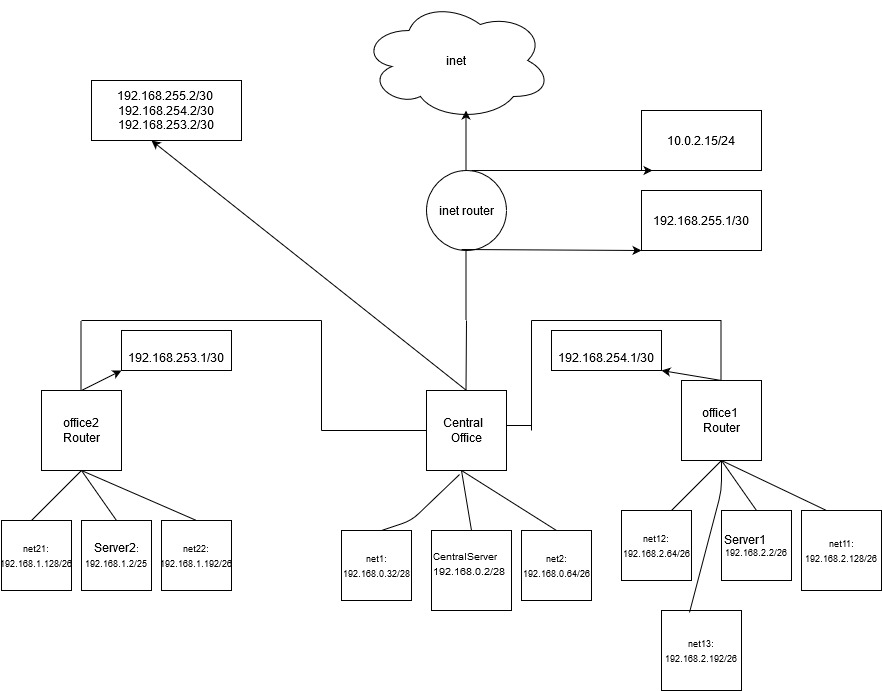 inet
192.168.255.2/30
192.168.254.2/30
192.168.253.2/30
10.0.2.15/24
inet router
192.168.255.1/30
192.168.253.1/30
192.168.254.1/30
office2
Router
Central
Office
office1
Router
net21:
192.168.1.128/26
Server2:
192.168.1.2/25
net22:
192.168.1.192/26
net1:
192.168.0.32/28
CentralServer
192.168.0.2/28
net2:
192.168.0.64/26
net12:
192.168.2.64/26
Server1
192.168.2.2/26
net11:
192.168.2.128/26
net13:
192.168.2.192/26